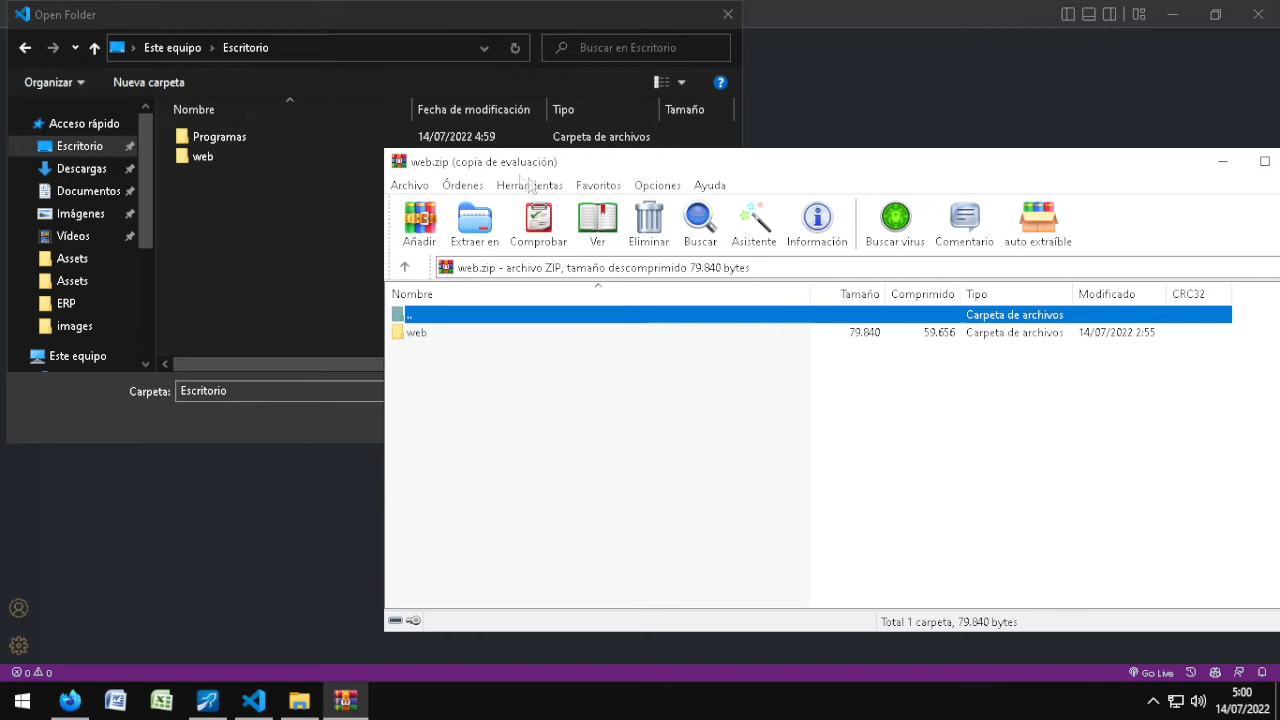 Open Folder
Este equipo > Escritorio
Buscar en Escritorio
Organizar
Nueva carpeta
Nombre
Fecha de modificación
Tipo
Tamaño
Acceso rápido
Escritorio
Descargas
Documentos
Imágenes
Vídeos
Assets
Assets
ERP
images
Este equipo
Programas
14/07/2022 4:59
Carpeta de archivos
web
Carpeta:
Escritorio
web.zip (copia de evaluación)
Archivo
Órdenes
Herramientas
Favoritos
Opciones
Ayuda
Añadir
Extraer en
Comprobar
Ver
Eliminar
Buscar
Asistente
Información
Buscar virus
Comentario
auto extraíble
web.zip - archivo ZIP, tamaño descomprimido 79.840 bytes
Nombre
Tamaño
Comprimido
Tipo
Modificado
CRC32
..
Carpeta de archivos
web
79.840
59.656
Carpeta de archivos
14/07/2022 2:55
Total 1 carpeta, 79.840 bytes
0 0
Go Live
5:00
14/07/2022